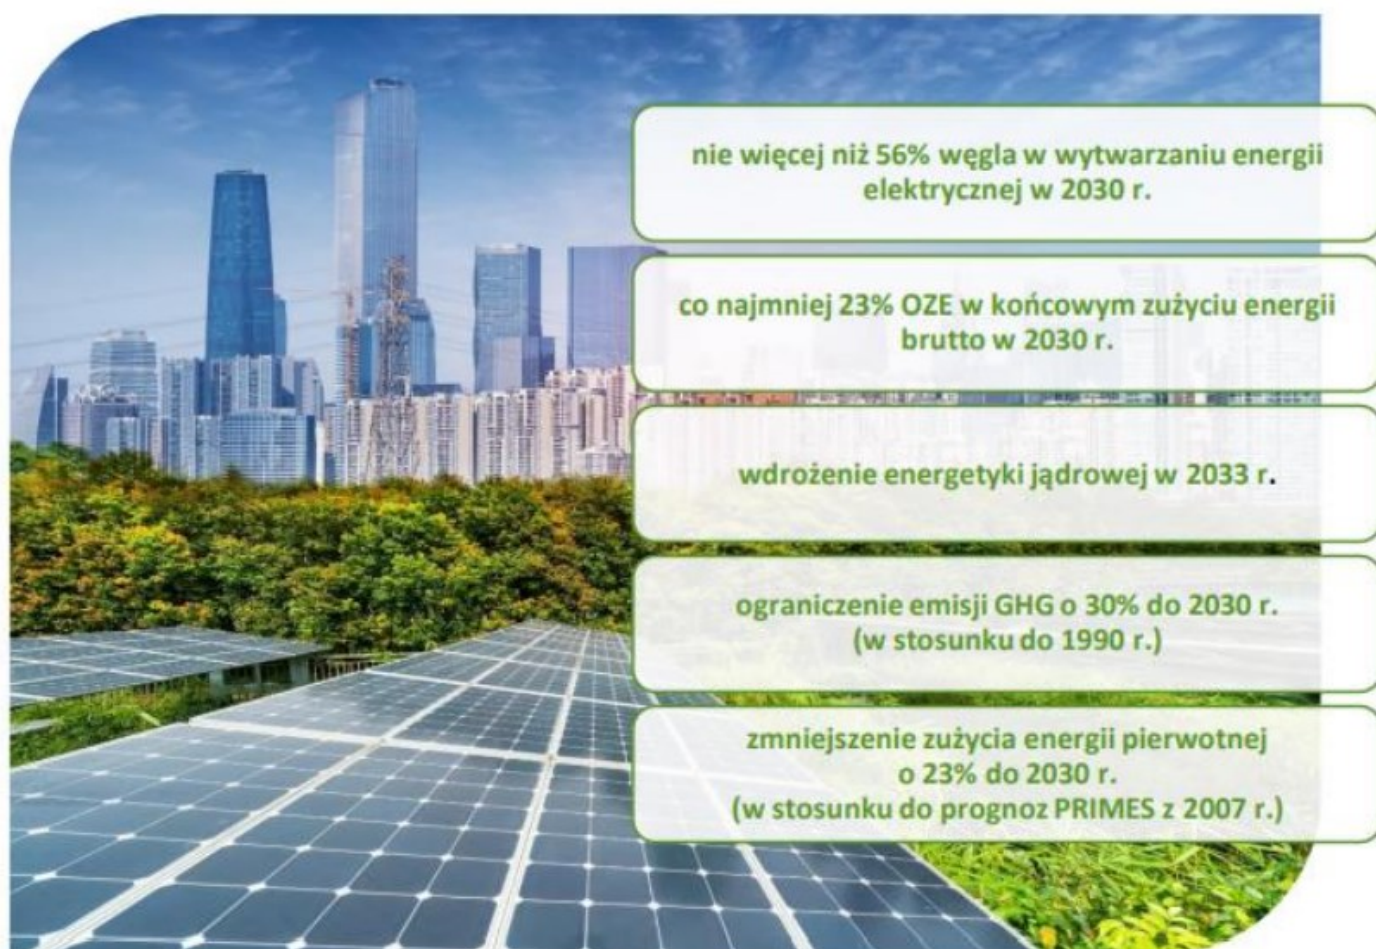 nie więcej niż 56% węgla w wytwarzaniu energii
elektrycznej w 2030 r.
co najmniej 23% OZE w końcowym zużyciu energii
brutto w 2030 r.
wdrożenie energetyki jądrowej w 2033 r.
ograniczenie emisji GHG o 30% do 2030 r.
(w stosunku do 1990 r.)
zmniejszenie zużycia energii pierwotnej
o 23% do 2030 r.
(w stosunku do prognoz PRIMES z 2007 r.)